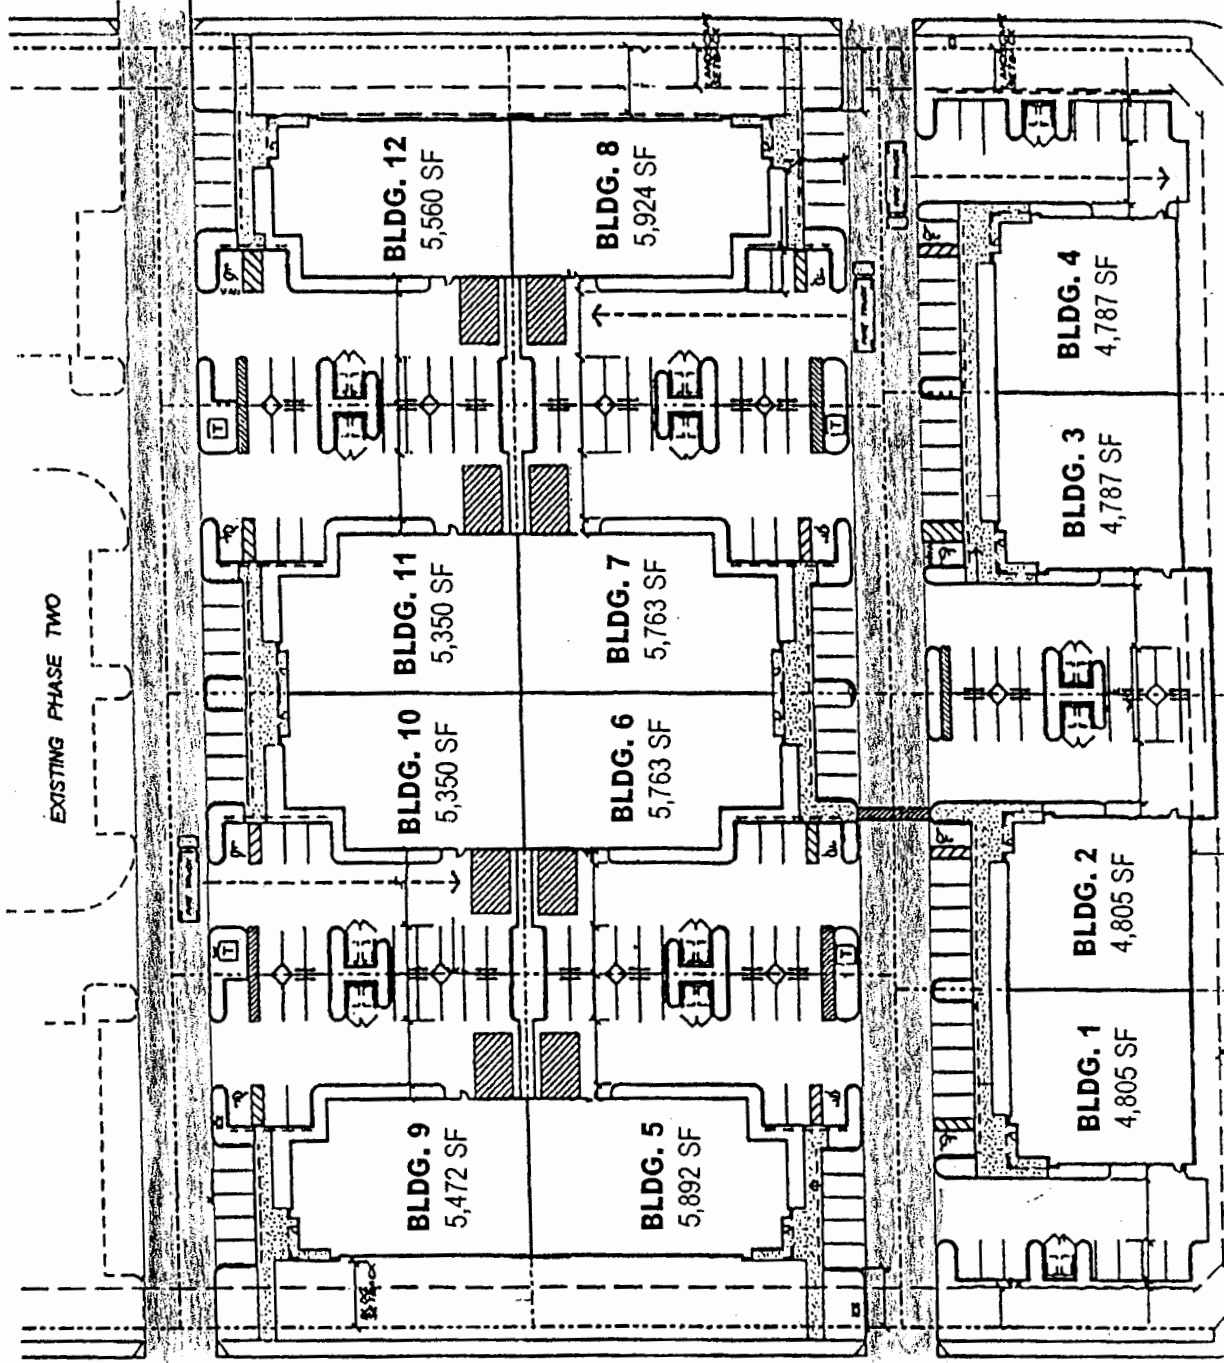 EXISTING PHASE TWO
BLDG. 12
5,560 SF
BLDG. 8
5,924 SF
BLDG. 4
4,787 SF
BLDG. 3
4,787 SF
BLDG. 11
5,350 SF
BLDG. 7
5,763 SF
BLDG. 10
5,350 SF
BLDG. 6
5,763 SF
BLDG. 2
4,805 SF
BLDG. 1
4,805 SF
BLDG. 9
5,472 SF
BLDG. 5
5,892 SF
T
T
T
T